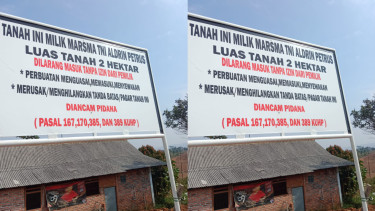 TANAH INI MILIK MARSMA TNI ALDRIN PETRUS
LUAS TANAH 2 HEKTAR
DILARANG MASUK TANPA IZIN DARI PEMILIK
* PERBUATAN MENGUASAI, MEMASUKI, MENYEWAKAN
* MERUSAK/MENGHILANGKAN TANDA BATAS/PAGAR TANAH INI
DIANCAM PIDANA
( PASAL 167,170,385, DAN 389 KUHP )
TANAH INI MILIK MARSMA TNI ALDRIN PETRUS
LUAS TANAH 2 HEKTAR
DILARANG MASUK TANPA IZIN DARI PEMILIK
* PERBUATAN MENGUASAI, MEMASUKI, MENYEWAKAN
* MERUSAK/MENGHILANGKAN TANDA BATAS/PAGAR TANAH INI
DIANCAM PIDANA
( PASAL 167,170,385, DAN 389 KUHP )